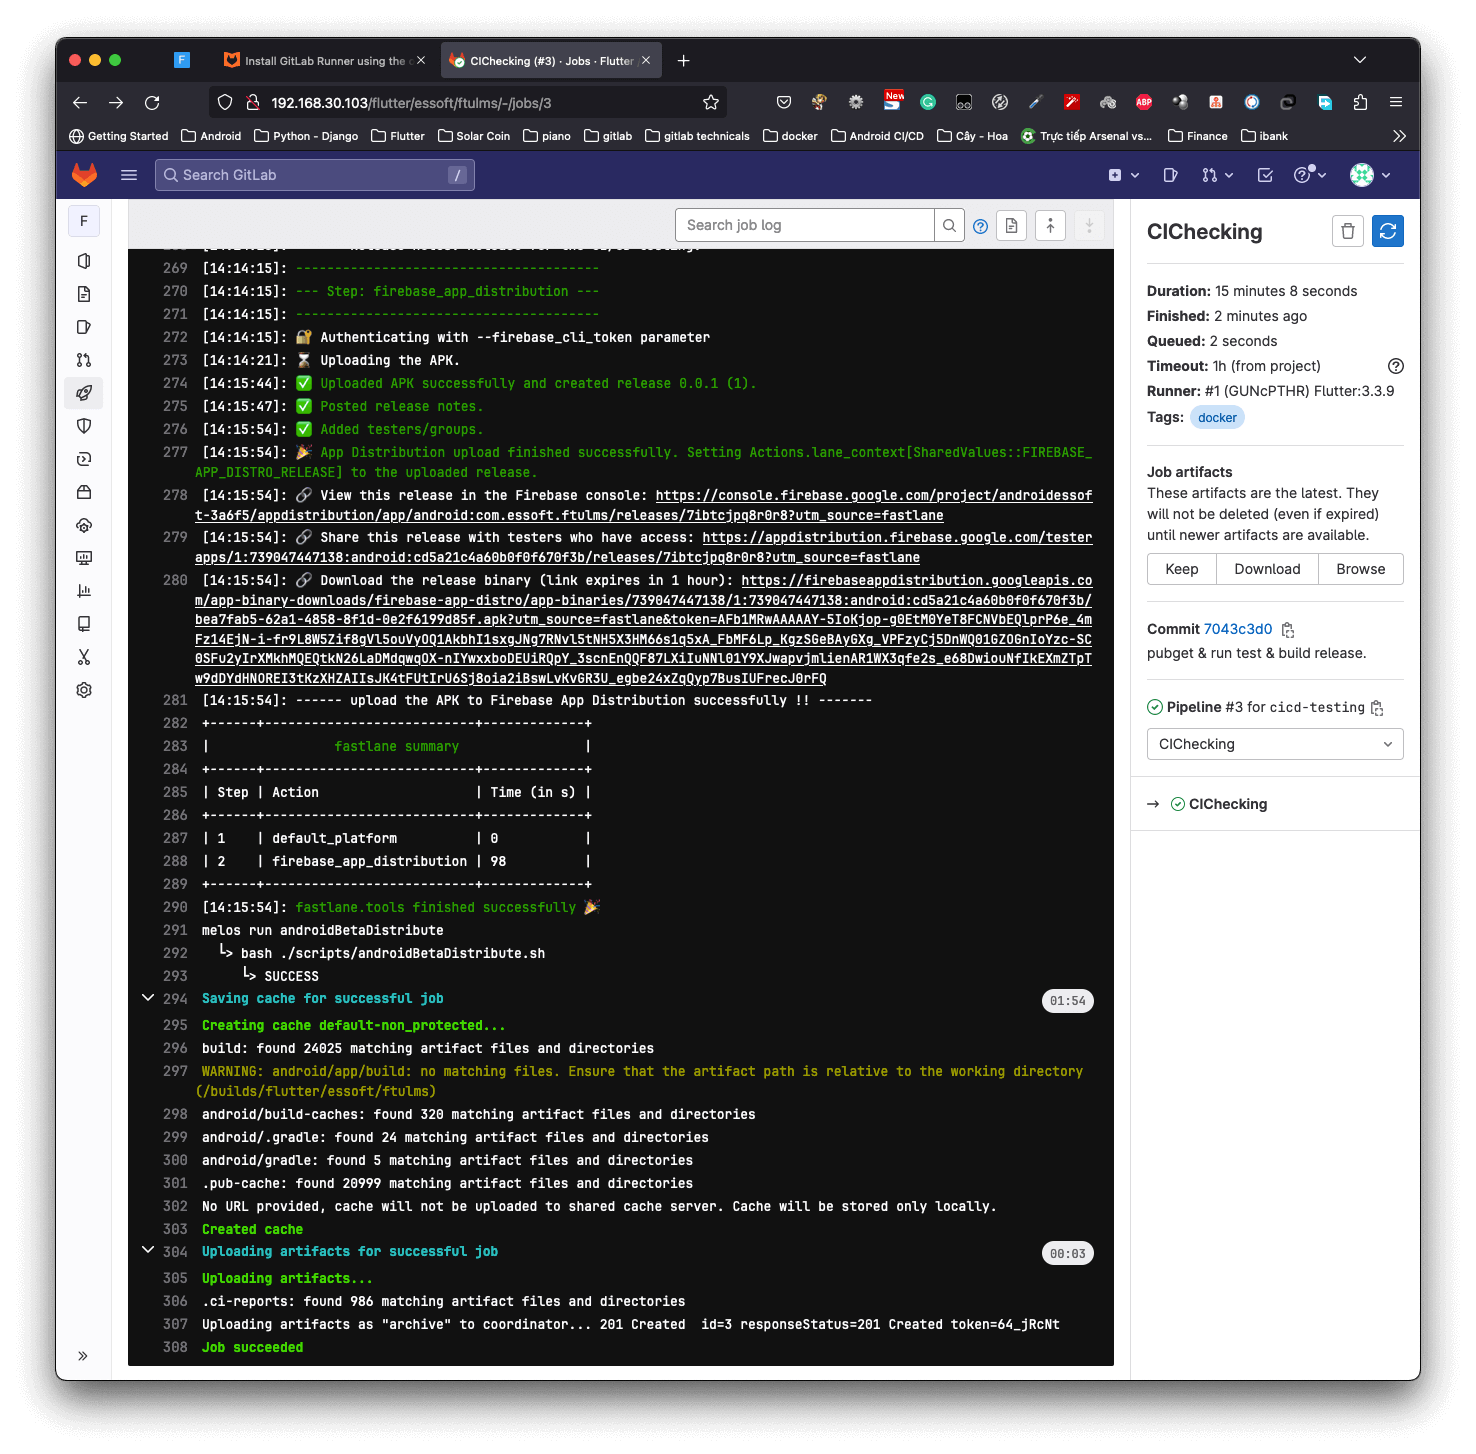 F
Install GitLab Runner using the
CIChecking (#3) · Jobs · Flutter
192.168.30.103/flutter/essoft/ftulms/-/jobs/3
New
ABP
Getting Started
Android
Python - Django
Flutter
Solar Coin
piano
gitlab
gitlab technicals
docker
Android CI/CD
Cây - Hoa
Trực tiếp Arsenal vs...
Finance
ibank
Search GitLab
/
F
Search job log
269 [14:14:15]: ---------------------------------------
270 [14:14:15]: --- Step: firebase_app_distribution ---
271 [14:14:15]: ---------------------------------------
272 [14:14:15]: 🔐 Authenticating with --firebase_cli_token parameter
273 [14:14:21]: ⌛ Uploading the APK.
274 [14:15:44]: ✅ Uploaded APK successfully and created release 0.0.1 (1).
275 [14:15:47]: ✅ Posted release notes.
276 [14:15:54]: ✅ Added testers/groups.
277 [14:15:54]: 🎉 App Distribution upload finished successfully. Setting Actions.lane_context[SharedValues::FIREBASE_
APP_DISTRO_RELEASE] to the uploaded release.
278 [14:15:54]: 🔗 View this release in the Firebase console: https://console.firebase.google.com/project/androidessof
t-3a6f5/appdistribution/app/android:com.essoft.ftulms/releases/7ibtcjpq8r0r8?utm_source=fastlane
279 [14:15:54]: 🔗 Share this release with testers who have access: https://appdistribution.firebase.google.com/tester
apps/1:739047447138:android:cd5a21c4a60b0f0f670f3b/releases/7ibtcjpq8r0r8?utm_source=fastlane
280 [14:15:54]: 🔗 Download the release binary (link expires in 1 hour): https://firebaseappdistribution.googleapis.co
m/app-binary-downloads/firebase-app-distro/app-binaries/739047447138/1:739047447138:android:cd5a21c4a60b0f0f670f3b/
bea7fab5-62a1-4858-8f1d-0e2f6199d85f.apk?utm_source=fastlane&token=AFb1MRwAAAAAY-5IoKjop-g0EtM0YeT8FCNVbEQlprP6e_4m
Fz14EjN-i-fr9L8W5Zif8gVl5ouVyOQ1AkbhI1sxgJNg7RNvl5tNH5X3HM66s1q5xA_FbMF6Lp_KgzSGeBAyGXg_VPFzyCj5DnWQ01GZOGnIoYzc-SC
0SFu2yIrXMkhMQEQtkN26LaDMdqwqOX-nIYwxxboDEUiRQpY_3scnEnQQF87LXiIuNNl01Y9XJwapvjmlienAR1WX3qfe2s_e68DwiouNfIkEXmZTpT
w9dDYdHNOREI3tKzXHZAIIsJK4tFUtIrU6Sj8oia2iBswLvKvGR3U_egbe24xZqQyp7BusIUFrecJ0rFQ
281 [14:15:54]: ------ upload the APK to Firebase App Distribution successfully !! -------
282 +------+---------------------------+-------------+
283 | fastlane summary |
284 +------+---------------------------+-------------+
285 | Step | Action | Time (in s) |
286 +------+---------------------------+-------------+
287 | 1 | default_platform | 0 |
288 | 2 | firebase_app_distribution | 98 |
289 +------+---------------------------+-------------+
290 [14:15:54]: fastlane.tools finished successfully 🎉
291 melos run androidBetaDistribute
292 └> bash ./scripts/androidBetaDistribute.sh
293 └> SUCCESS
294 Saving cache for successful job 01:54
295 Creating cache default-non_protected...
296 build: found 24025 matching artifact files and directories
297 WARNING: android/app/build: no matching files. Ensure that the artifact path is relative to the working directory
(/builds/flutter/essoft/ftulms)
298 android/build-caches: found 320 matching artifact files and directories
299 android/.gradle: found 24 matching artifact files and directories
300 android/gradle: found 5 matching artifact files and directories
301 .pub-cache: found 20999 matching artifact files and directories
302 No URL provided, cache will not be uploaded to shared cache server. Cache will be stored only locally.
303 Created cache
304 Uploading artifacts for successful job 00:03
305 Uploading artifacts...
306 .ci-reports: found 986 matching artifact files and directories
307 Uploading artifacts as "archive" to coordinator... 201 Created  id=3 responseStatus=201 Created token=64_jRcNt
308 Job succeeded
CIChecking
Duration: 15 minutes 8 seconds
Finished: 2 minutes ago
Queued: 2 seconds
Timeout: 1h (from project)
Runner: #1 (GUNcPTHR) Flutter:3.3.9
Tags: docker
Job artifacts
These artifacts are the latest. They
will not be deleted (even if expired)
until newer artifacts are available.
Keep
Download
Browse
Commit 7043c3d0
pubget & run test & build release.
Pipeline #3 for cicd-testing
CIChecking
→ CIChecking